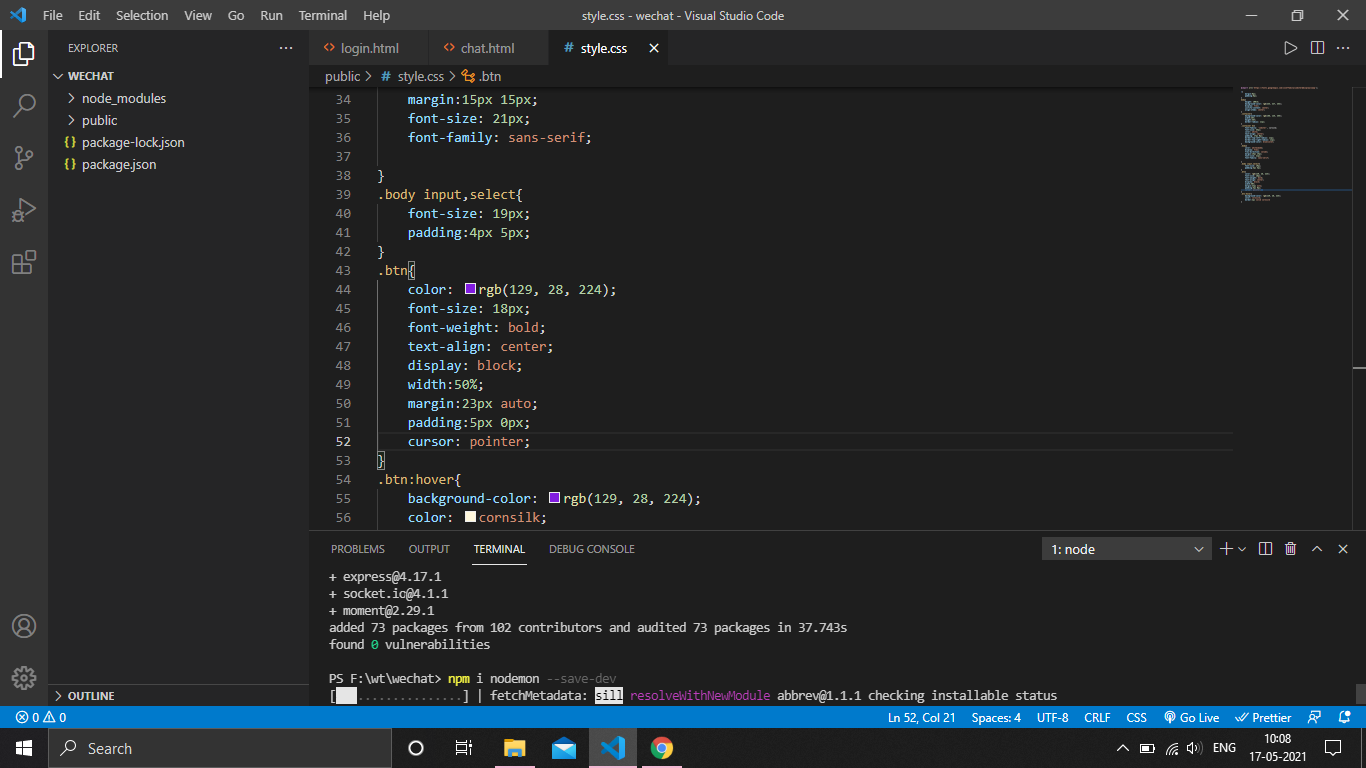 File Edit Selection View Go Run Terminal Help style.css - wechat - Visual Studio Code
EXPLORER
WECHAT
node_modules
public
{} package-lock.json
{} package.json
OUTLINE
<> login.html <> chat.html # style.css
public > # style.css > .btn
34 margin:15px 15px;
35 font-size: 21px;
36 font-family: sans-serif;
37
38 }
39 .body input,select{
40 font-size: 19px;
41 padding:4px 5px;
42 }
43 .btn{
44 color: rgb(129, 28, 224);
45 font-size: 18px;
46 font-weight: bold;
47 text-align: center;
48 display: block;
49 width:50%;
50 margin:23px auto;
51 padding:5px 0px;
52 cursor: pointer;
53 }
54 .btn:hover{
55 background-color: rgb(129, 28, 224);
56 color: cornsilk;
PROBLEMS OUTPUT TERMINAL DEBUG CONSOLE 1: node
+ express@4.17.1
+ socket.io@4.1.1
+ moment@2.29.1
added 73 packages from 102 contributors and audited 73 packages in 37.743s
found 0 vulnerabilities
PS F:\wt\wechat> npm i nodemon --save-dev
[ ...............] | fetchMetadata: sill resolveWithNewModule abbrev@1.1.1 checking installable status
0 0 Ln 52, Col 21 Spaces: 4 UTF-8 CRLF CSS Go Live Prettier
Search ENG 10:08
17-05-2021